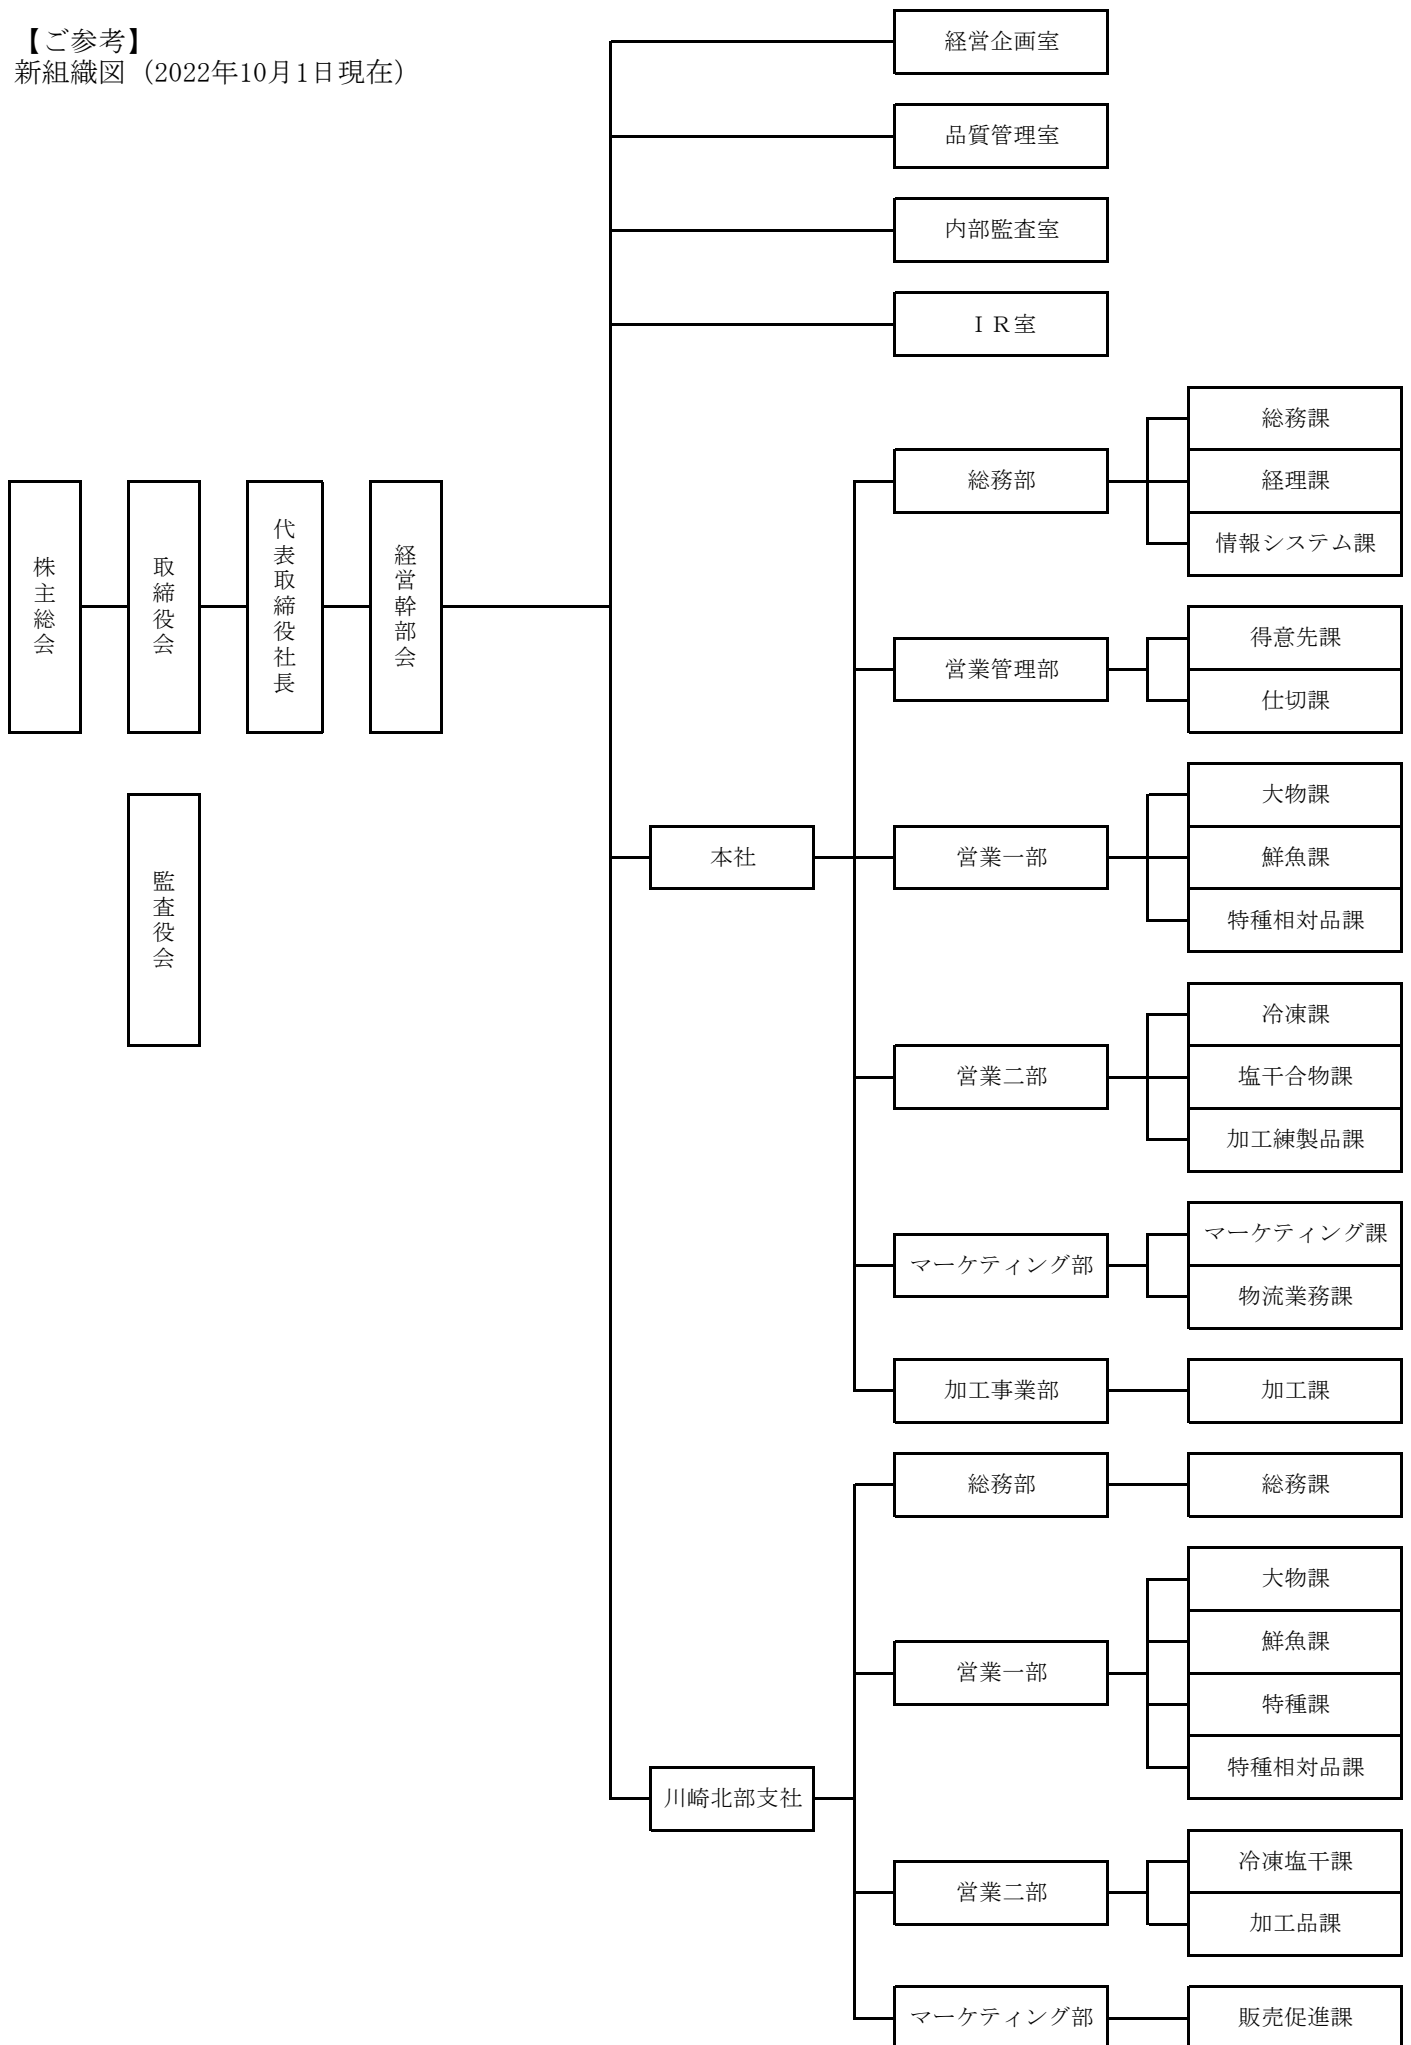 【ご参考】
新組織図（2022年10月1日現在）
株主総会
取締役会
代表取締役社長
経営幹部会
監査役会
経営企画室
品質管理室
内部監査室
ＩＲ室
本社
総務部
総務課
経理課
情報システム課
営業管理部
得意先課
仕切課
営業一部
大物課
鮮魚課
特種相対品課
営業二部
冷凍課
塩干合物課
加工練製品課
マーケティング部
マーケティング課
物流業務課
加工事業部
加工課
川崎北部支社
総務部
総務課
営業一部
大物課
鮮魚課
特種課
特種相対品課
営業二部
冷凍塩干課
加工品課
マーケティング部
販売促進課